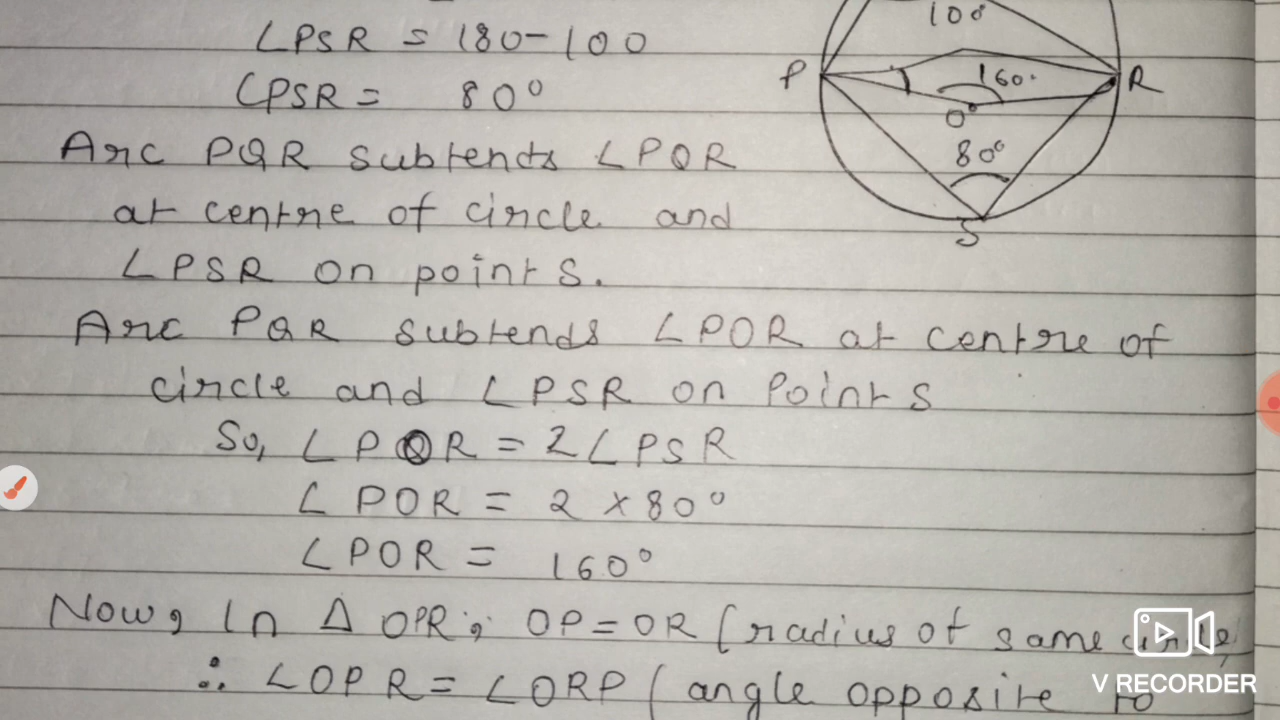 ∠PSR = 180-100
∠PSR = 80°
Arc PQR subtends ∠PQR
at centre of circle and
∠PSR on point S.
Arc PQR subtends ∠POR at centre of
circle and ∠PSR on Point S
So, ∠PQR = 2∠PSR
∠POR = 2 × 80°
∠POR = 160°
Now, In Δ OPR, OP=OR (radius of same circle,
∴ ∠OPR = ∠ORP (angle opposite to
100
P
160°
R
O
80°
S
V RECORDER